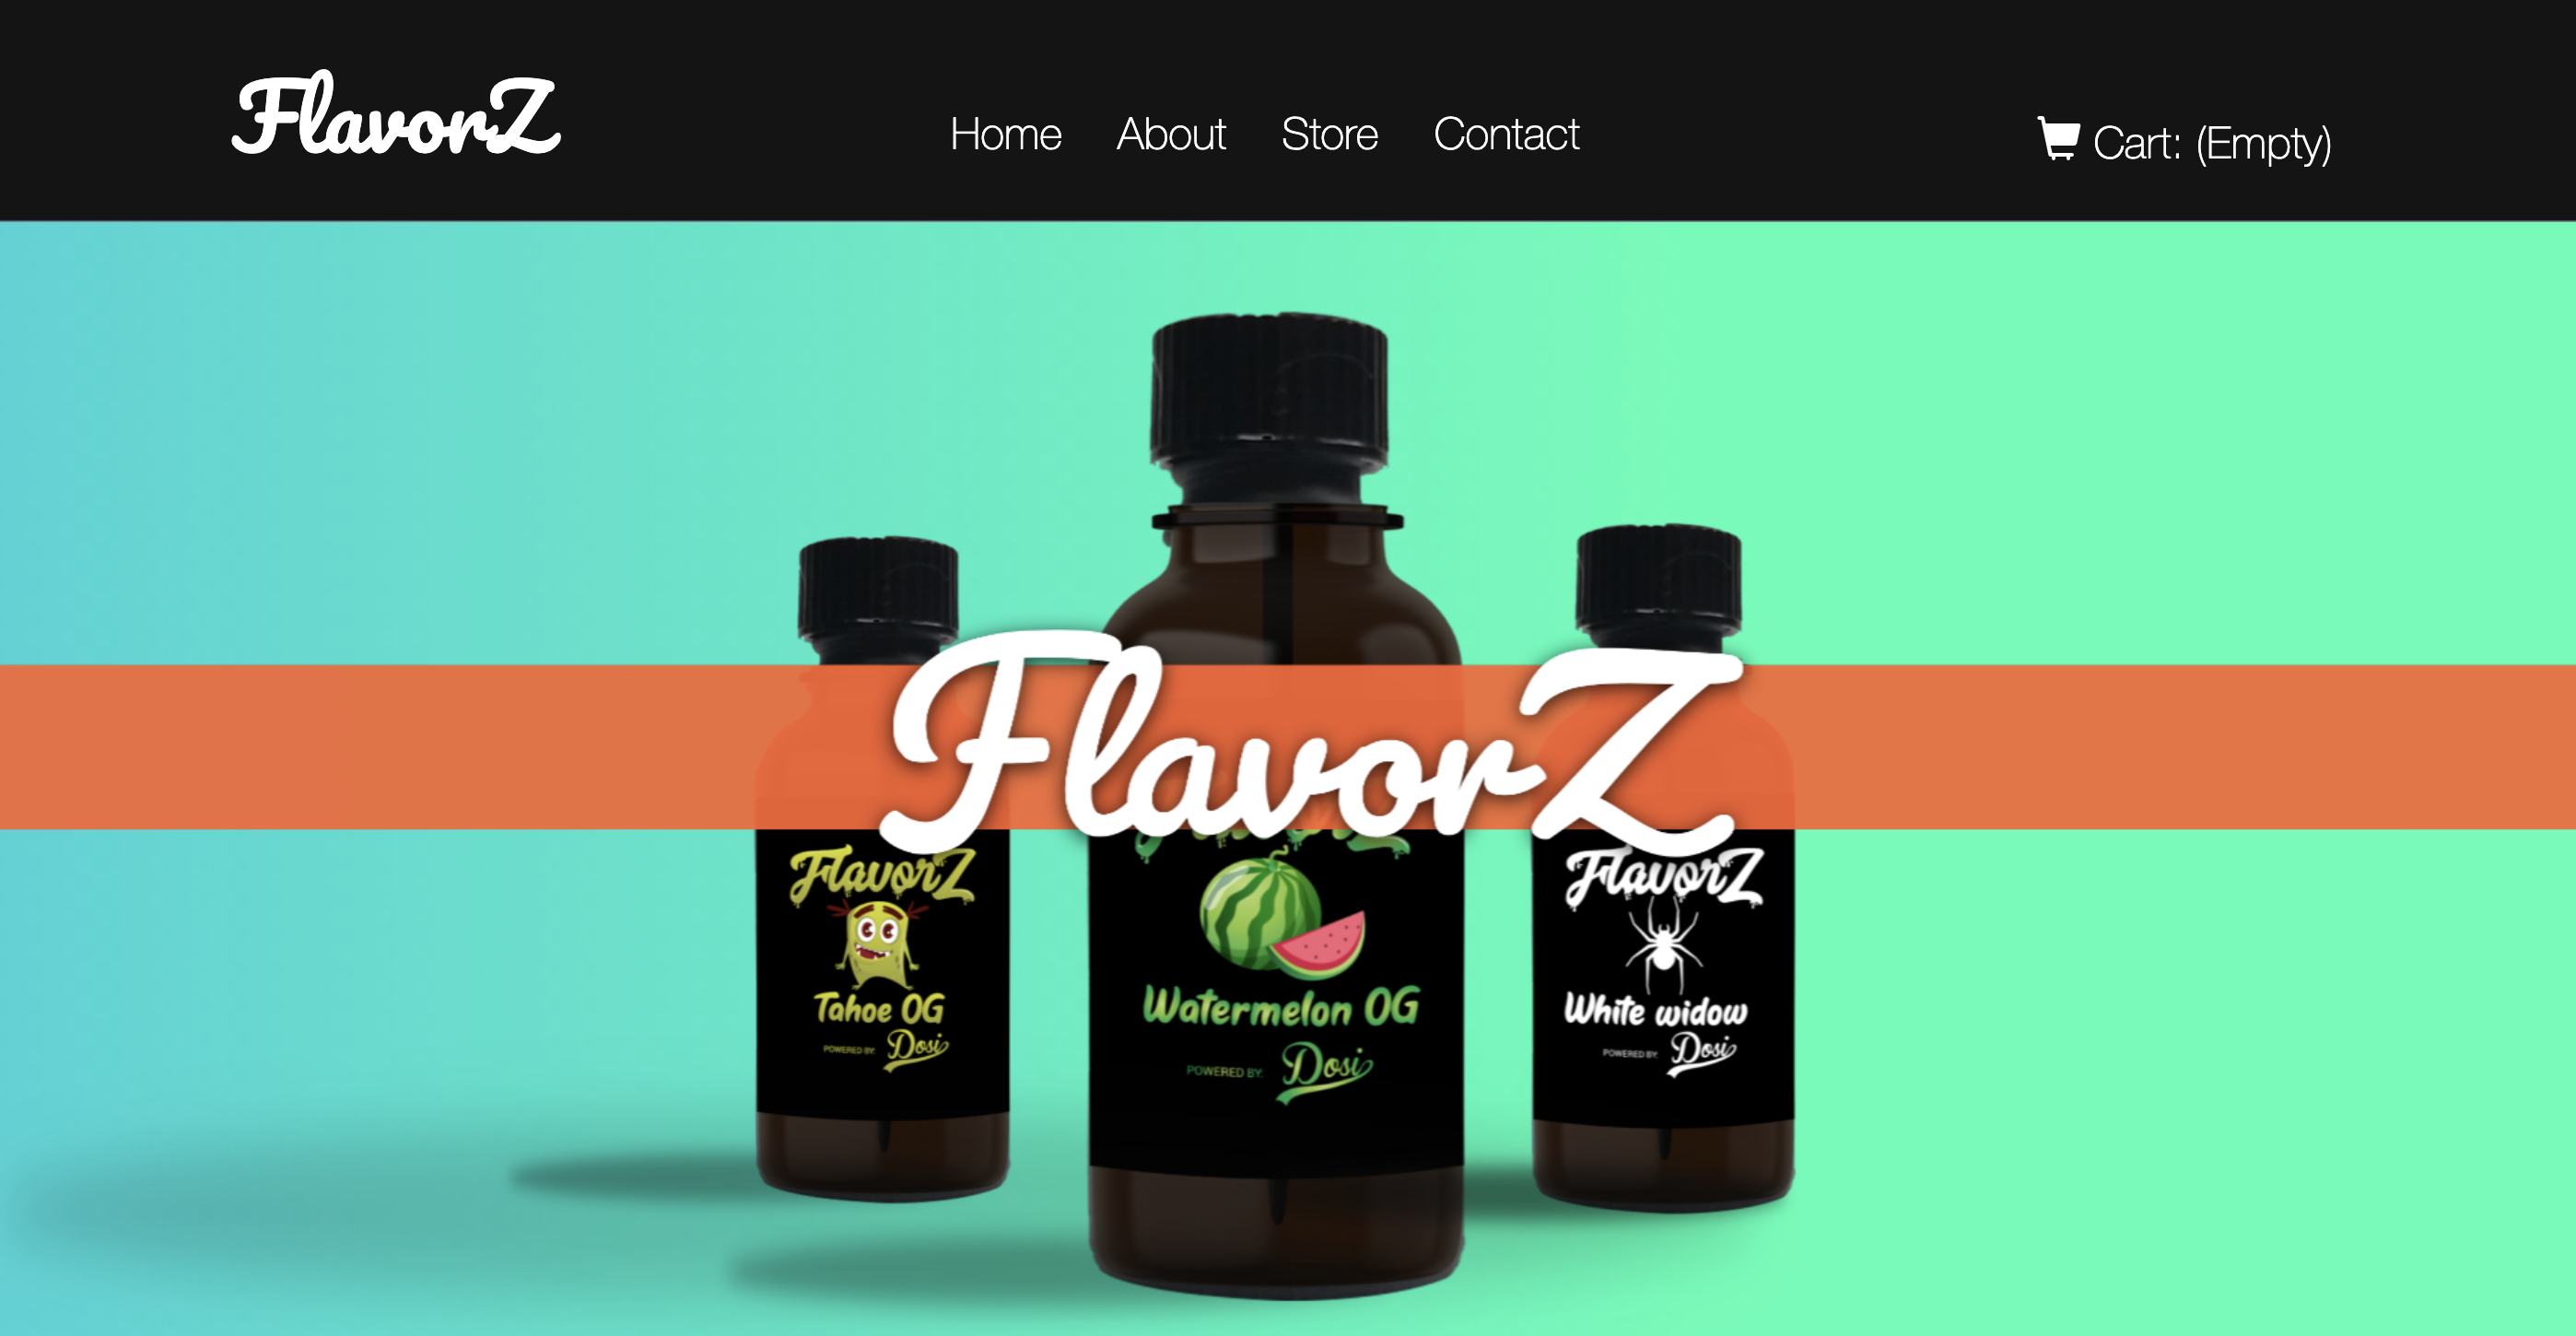 FlavorZ
Home About Store Contact
Cart: (Empty)
FlavorZ
FlavorZ
Tahoe OG
POWERED BY: Dosi
Watermelon OG
POWERED BY: Dosi
FlavorZ
White widow
POWERED BY: Dosi